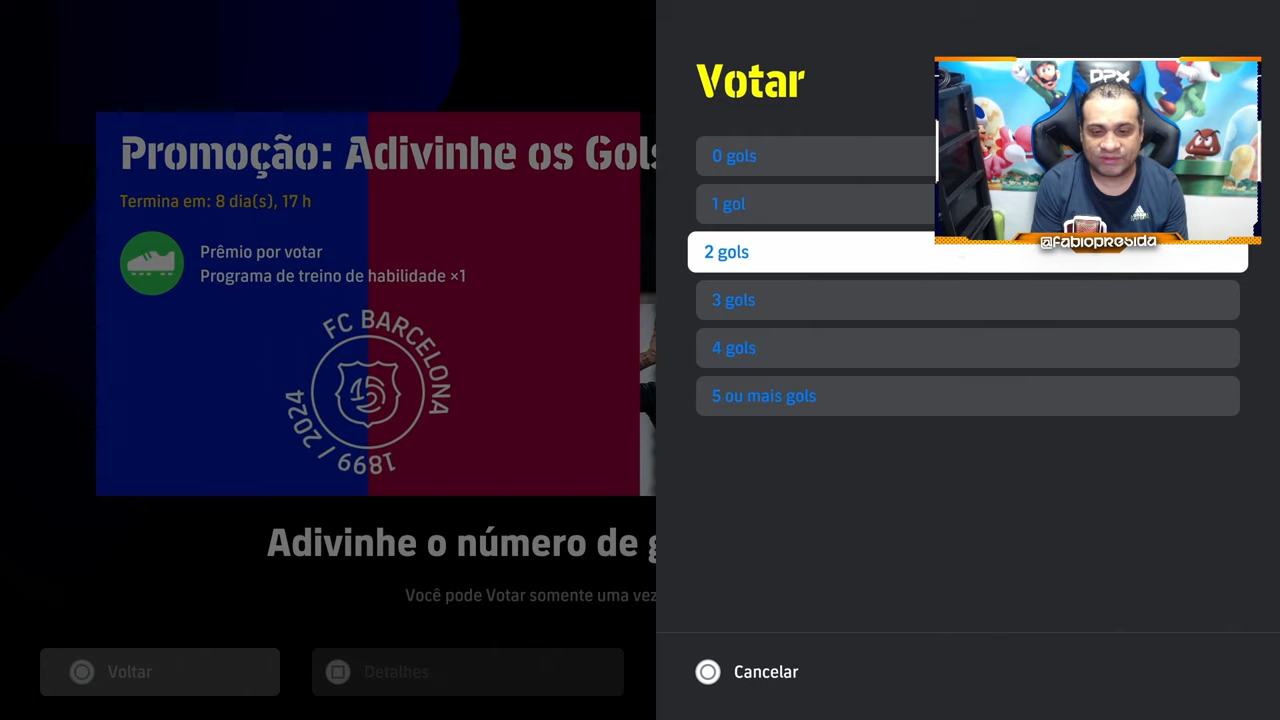 Promoção: Adivinhe os Gols
Termina em: 8 dia(s), 17 h
Prêmio por votar
Programa de treino de habilidade ×1
FC BARCELONA
1899 / 2024
Adivinhe o número de g
Você pode Votar somente uma vez
Voltar
Detalhes
Votar
0 gols
1 gol
2 gols
3 gols
4 gols
5 ou mais gols
Cancelar
DPX
@fabiopresida